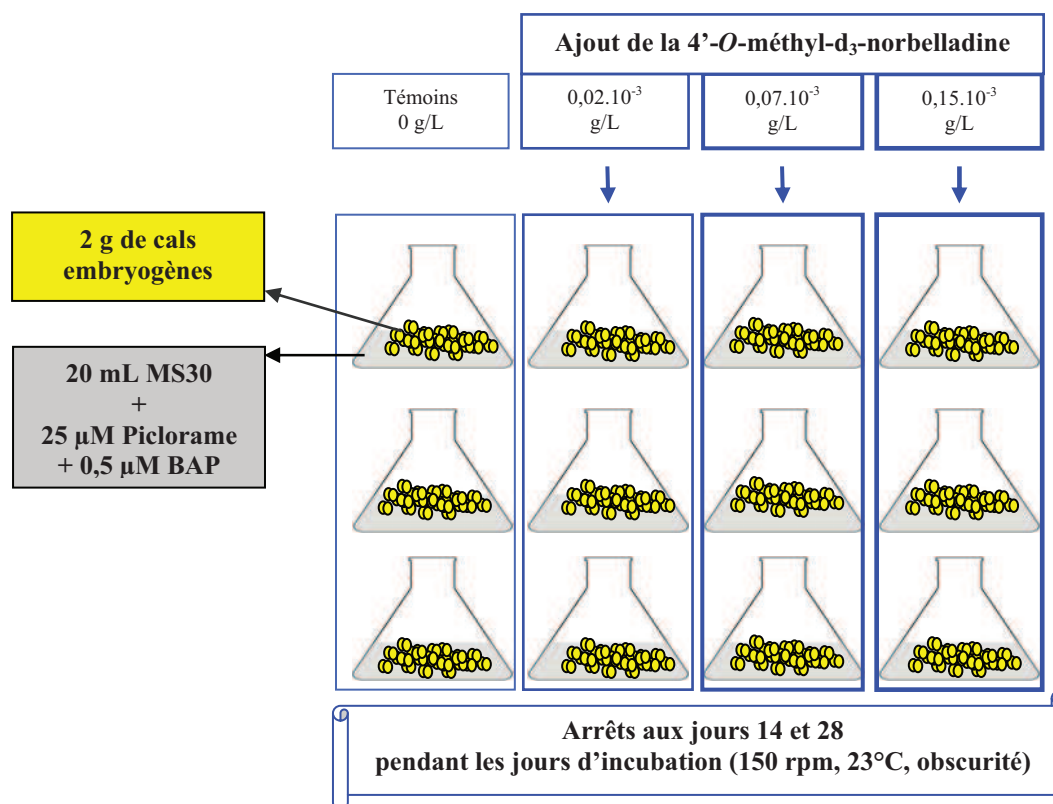 Ajout de la 4’-O-méthyl-d3-norbelladine
Témoins
0 g/L
0,02.10-3
g/L
0,07.10-3
g/L
0,15.10-3
g/L
2 g de cals
embryogènes
20 mL MS30
+
25 µM Piclorame
+ 0,5 µM BAP
Arrêts aux jours 14 et 28
pendant les jours d’incubation (150 rpm, 23°C, obscurité)